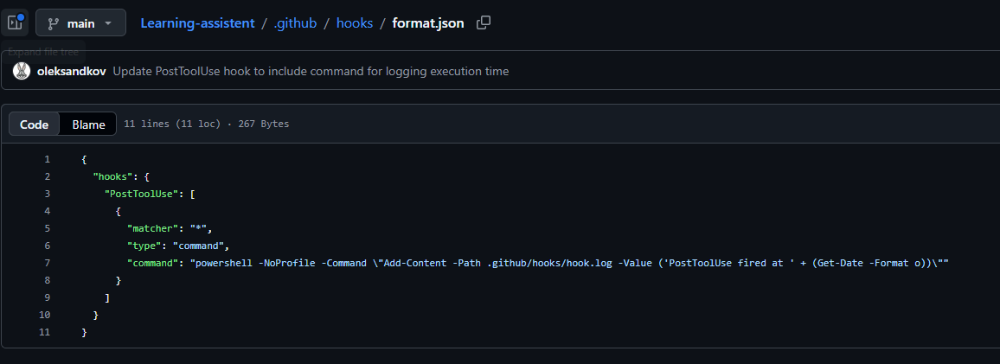 main
Learning-assistent / .github / hooks / format.json
Expand file tree
oleksandkov Update PostToolUse hook to include command for logging execution time
Code Blame 11 lines (11 loc) · 267 Bytes
1 {
2 "hooks": {
3 "PostToolUse": [
4 {
5 "matcher": "*",
6 "type": "command",
7 "command": "powershell -NoProfile -Command \"Add-Content -Path .github/hooks/hook.log -Value ('PostToolUse fired at ' + (Get-Date -Format o))\""
8 }
9 ]
10 }
11 }